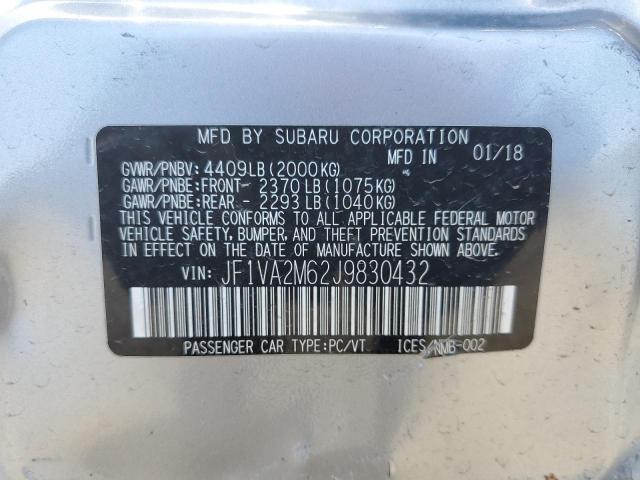 MFD BY SUBARU CORPORATION
MFD IN 01/18
GVWR/PNBV: 4409LB (2000KG)
GAWR/PNBE: FRONT- 2370 LB (1075KG)
GAWR/PNBE: REAR - 2293 LB (1040KG)
THIS VEHICLE CONFORMS TO ALL APPLICABLE FEDERAL MOTOR
VEHICLE SAFETY, BUMPER, AND THEFT PREVENTION STANDARDS
IN EFFECT ON THE DATE OF MANUFACTURE SHOWN ABOVE.
VIN: JF1VA2M62J9830432
PASSENGER CAR TYPE: PC/VT ICES/NMB-002